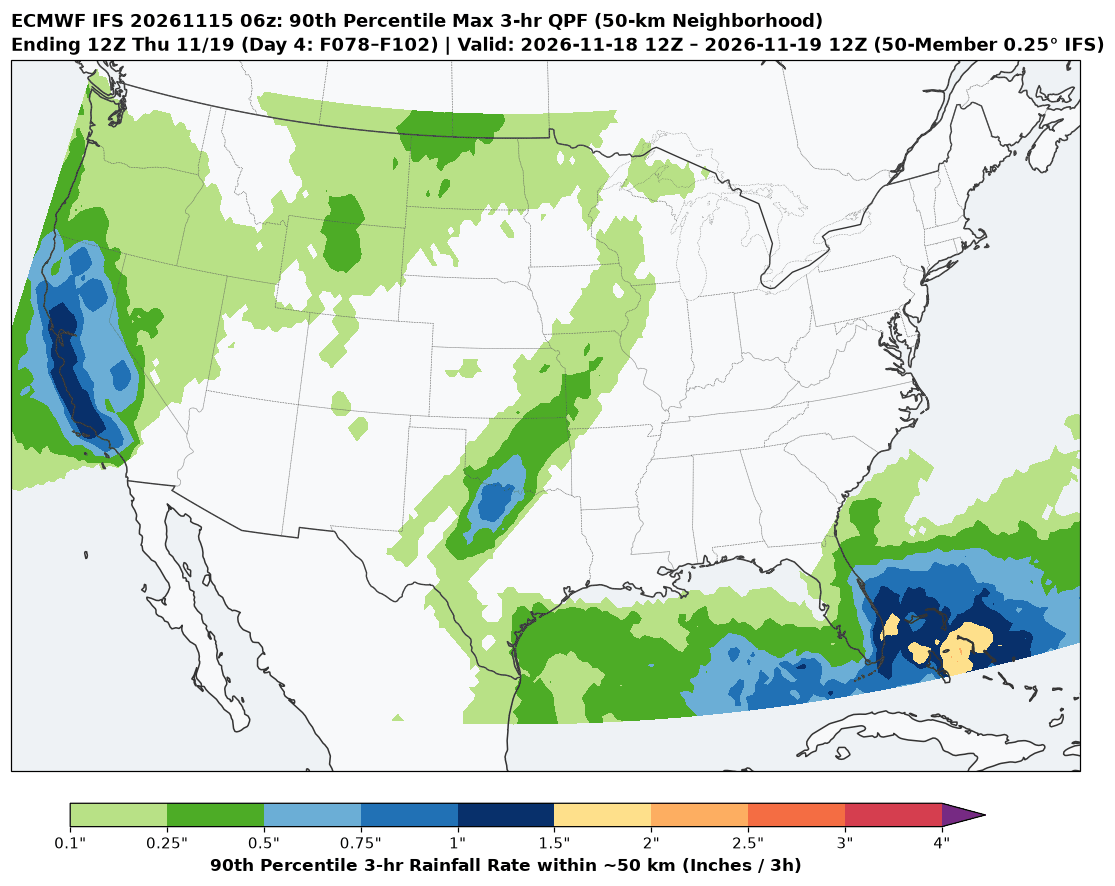 ECMWF IFS 20261115 06z: 90th Percentile Max 3-hr QPF (50-km Neighborhood)
Ending 12Z Thu 11/19 (Day 4: F078–F102) | Valid: 2026-11-18 12Z – 2026-11-19 12Z (50-Member 0.25° IFS)
0.1" 0.25" 0.5" 0.75" 1" 1.5" 2" 2.5" 3" 4"
90th Percentile 3-hr Rainfall Rate within ~50 km (Inches / 3h)